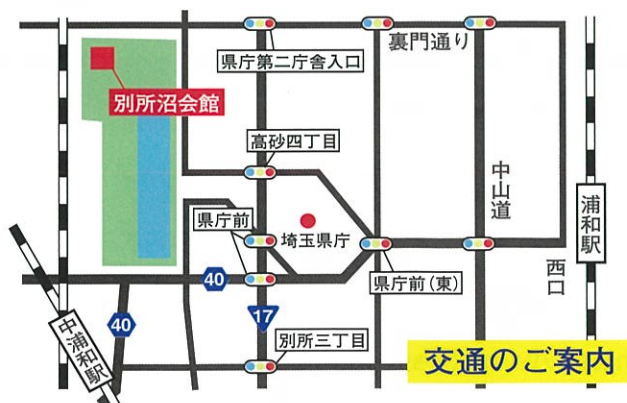 県庁第二庁舎入口
裏門通り
別所沼会館
高砂四丁目
中山道
浦和駅
県庁前
埼玉県庁
西口
県庁前(東)
40
17
40
中浦和駅
別所三丁目
交通のご案内